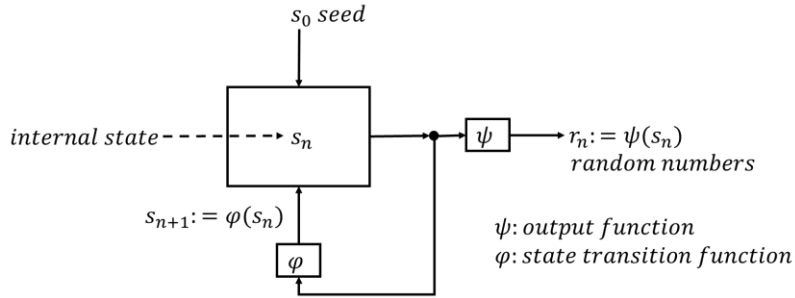 s₀ seed
internal state
sₙ
ψ
rₙ:= ψ(sₙ)
random numbers
sₙ₊₁:= φ(sₙ)
φ
ψ: output function
φ: state transition function